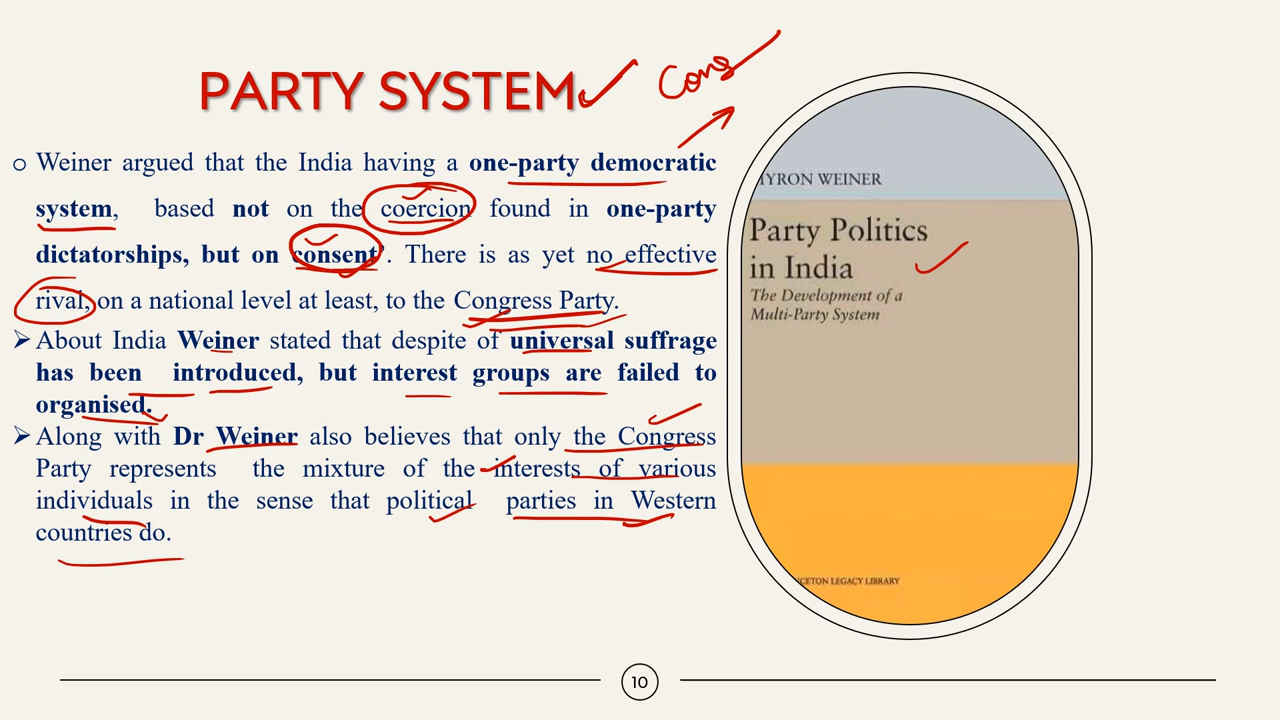 PARTY SYSTEM
Cong
Weiner argued that the India having a one-party democratic
system, based not on the coercion found in one-party
dictatorships, but on consent'. There is as yet no effective
rival, on a national level at least, to the Congress Party.
About India Weiner stated that despite of universal suffrage
has been introduced, but interest groups are failed to
organised.
Along with Dr Weiner also believes that only the Congress
Party represents the mixture of the interests of various
individuals in the sense that political parties in Western
countries do.
MYRON WEINER
Party Politics
in India
The Development of a
Multi-Party System
CETON LEGACY LIBRARY
10